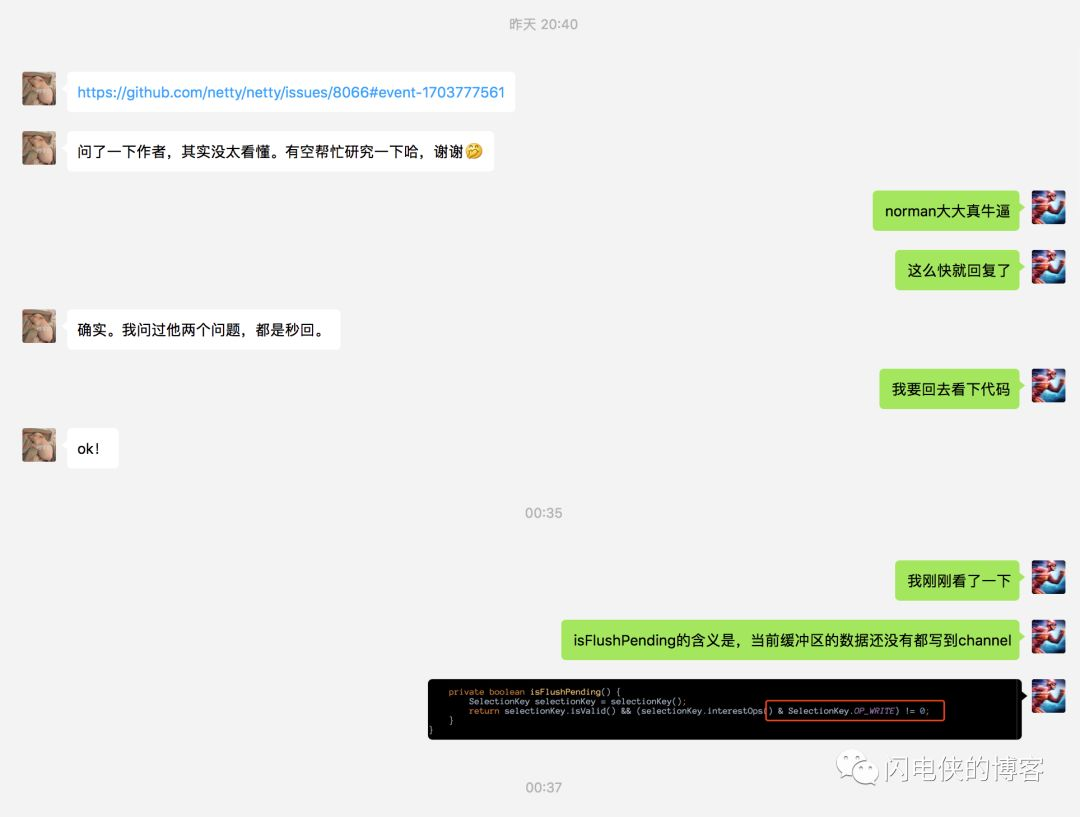 昨天 20:40
https://github.com/netty/netty/issues/8066#event-1703777561
问了一下作者，其实没太看懂。有空帮忙研究一下哈，谢谢🤣
norman大大真牛逼
这么快就回复了
确实。我问过他两个问题，都是秒回。
我要回去看下代码
ok！
00:35
我刚刚看了一下
isFlushPending的含义是，当前缓冲区的数据还没有都写到channel
private boolean isFlushPending() {
SelectionKey selectionKey = selectionKey();
return selectionKey.isValid() && (selectionKey.interestOps() & SelectionKey.OP_WRITE) != 0;
}
}
闪电侠的博客
00:37